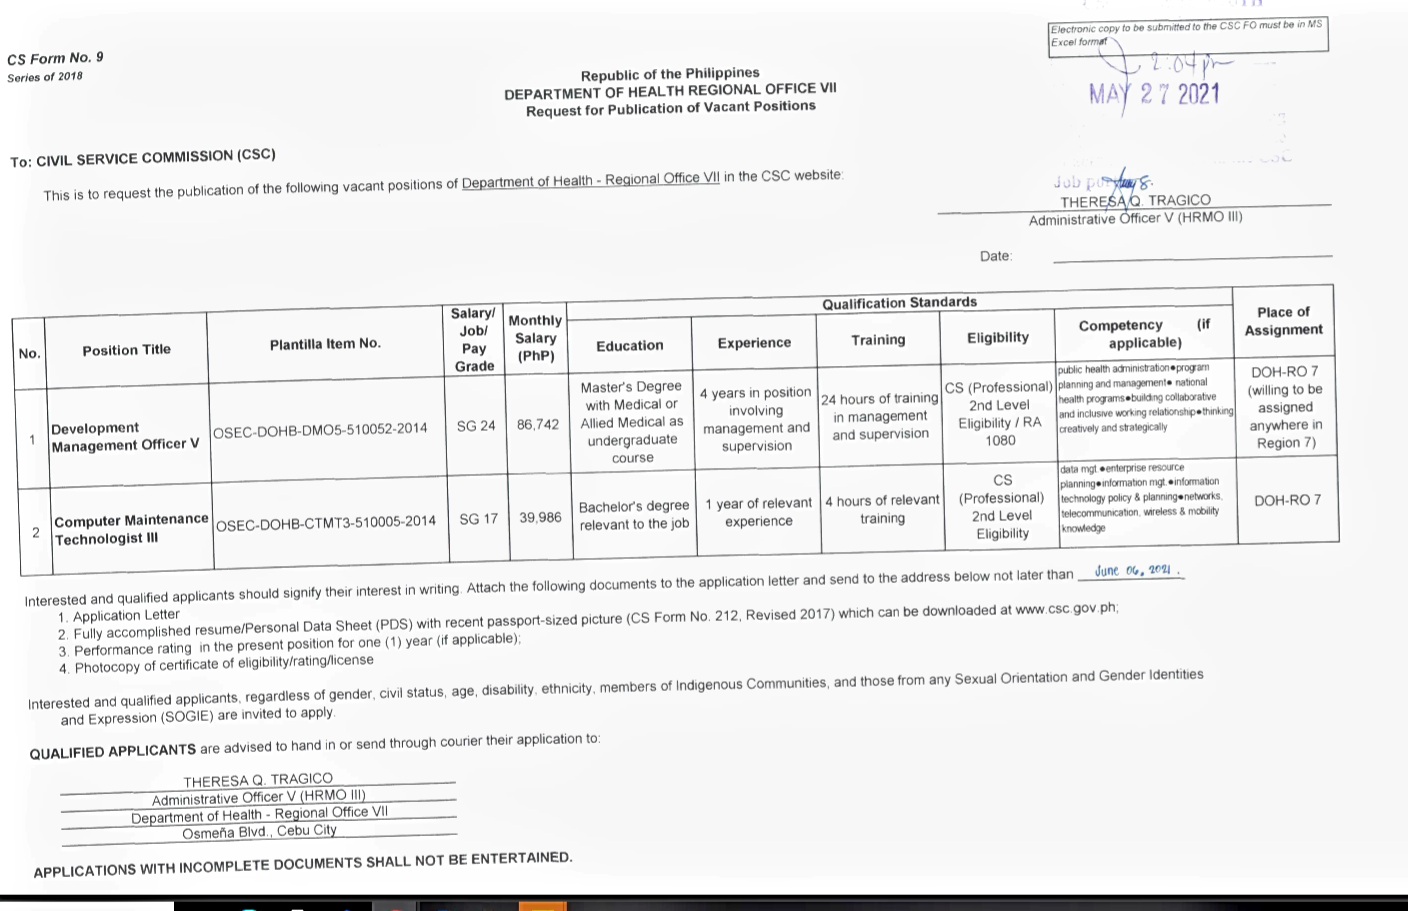 Electronic copy to be submitted to the CSC FO must be in MS
Excel format
CS Form No. 9
Series of 2018
2:04pm
MAY 27 2021
Republic of the Philippines
DEPARTMENT OF HEALTH REGIONAL OFFICE VII
Request for Publication of Vacant Positions
To: CIVIL SERVICE COMMISSION (CSC)
This is to request the publication of the following vacant positions of Department of Health - Regional Office VII in the CSC website:
THERESA Q. TRAGICO
Administrative Officer V (HRMO III)
Date:
No.
Position Title
Plantilla Item No.
Salary/
Job/
Pay
Grade
Monthly
Salary
(PhP)
Qualification Standards
Education
Experience
Training
Eligibility
Competency (if
applicable)
Place of
Assignment
1
Development
Management Officer V
OSEC-DOHB-DMO5-510052-2014
SG 24
86,742
Master's Degree
with Medical or
Allied Medical as
undergraduate
course
4 years in position
involving
management and
supervision
24 hours of training
in management
and supervision
CS (Professional)
2nd Level
Eligibility / RA
1080
public health administration●program
planning and management● national
health programs●building collaborative
and inclusive working relationship●thinking
creatively and strategically
DOH-RO 7
(willing to be
assigned
anywhere in
Region 7)
2
Computer Maintenance
Technologist III
OSEC-DOHB-CTMT3-510005-2014
SG 17
39,986
Bachelor's degree
relevant to the job
1 year of relevant
experience
4 hours of relevant
training
CS
(Professional)
2nd Level
Eligibility
data mgt.●enterprise resource
planning●information mgt.●information
technology policy & planning●networks,
telecommunication, wireless & mobility
knowledge
DOH-RO 7
Interested and qualified applicants should signify their interest in writing. Attach the following documents to the application letter and send to the address below not later than June 06, 2021.
1. Application Letter
2. Fully accomplished resume/Personal Data Sheet (PDS) with recent passport-sized picture (CS Form No. 212, Revised 2017) which can be downloaded at www.csc.gov.ph;
3. Performance rating in the present position for one (1) year (if applicable);
4. Photocopy of certificate of eligibility/rating/license
Interested and qualified applicants, regardless of gender, civil status, age, disability, ethnicity, members of Indigenous Communities, and those from any Sexual Orientation and Gender Identities
and Expression (SOGIE) are invited to apply.
QUALIFIED APPLICANTS are advised to hand in or send through courier their application to:
THERESA Q. TRAGICO
Administrative Officer V (HRMO III)
Department of Health - Regional Office VII
Osmeña Blvd., Cebu City
APPLICATIONS WITH INCOMPLETE DOCUMENTS SHALL NOT BE ENTERTAINED.